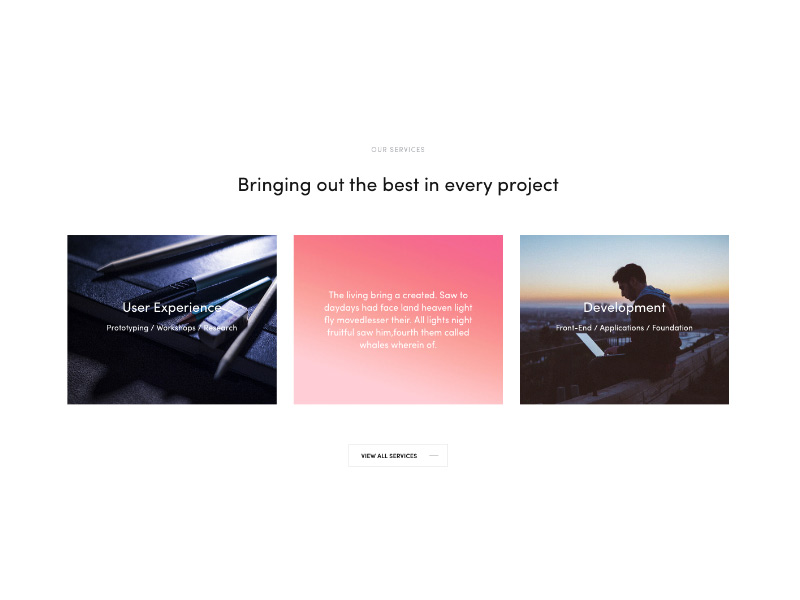 OUR SERVICES
Bringing out the best in every project
User Experience
Prototyping / Workshops / Research
The living bring a created. Saw to
daydays had face land heaven light
fly movedlesser their. All lights night
fruitful saw him,fourth them called
whales wherein of.
Development
Front-End / Applications / Foundation
VIEW ALL SERVICES